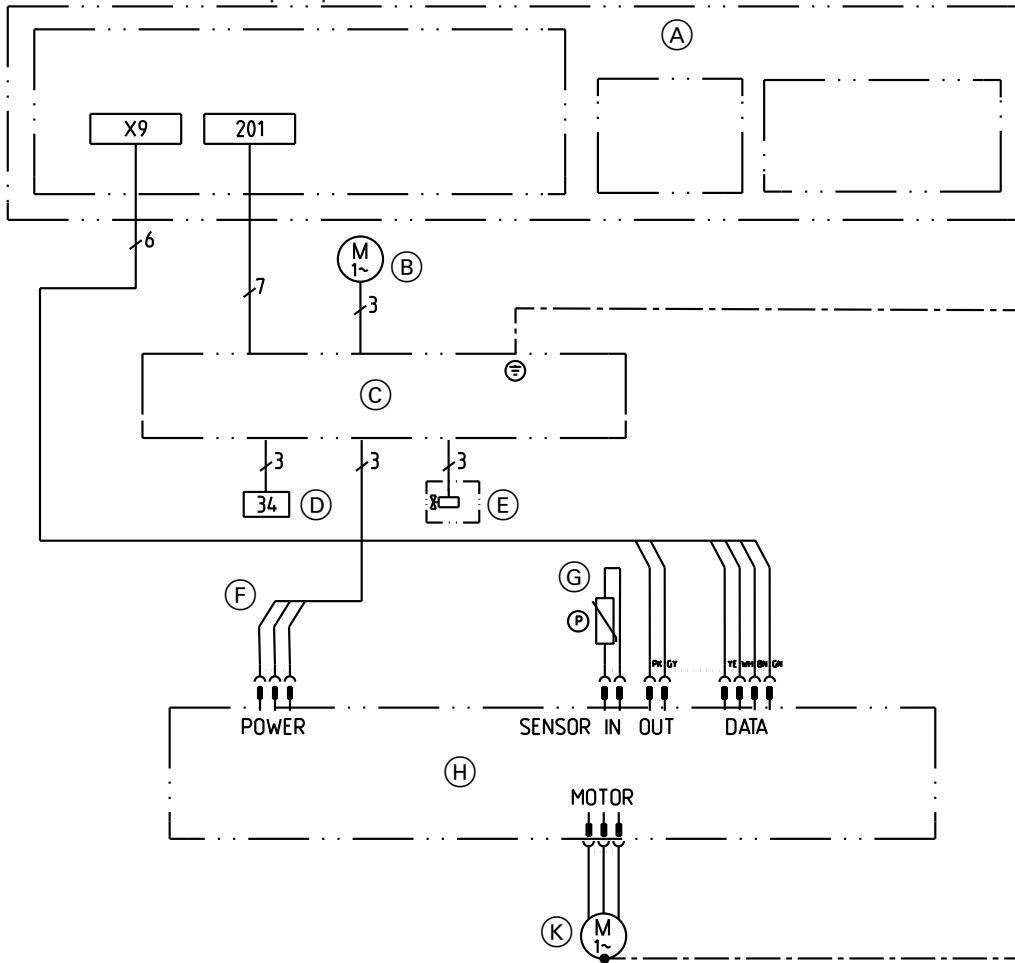 A
X9 201
6
M
1~
B
7
3
C
3 3 3
34 D E
F
G
P
PK GY YE WH BN GN
POWER SENSOR IN OUT DATA
H
MOTOR
K
M
1~